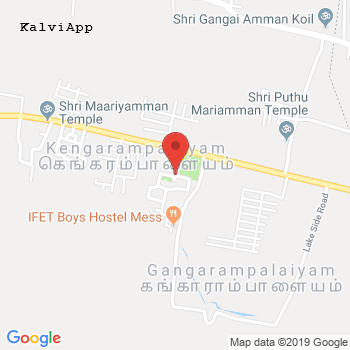 Shri Gangai Amman Koil
KalviApp
Shri Maariyamman
Temple
Shri Puthu
Mariamman Temple
Kengarampalaiyam
கெங்கரம்பாளையம்
IFET Boys Hostel Mess
Lake Side Road
Gangarampalaiyam
கங்காராம்பாளையம்
Google
Map data ©2019 Google